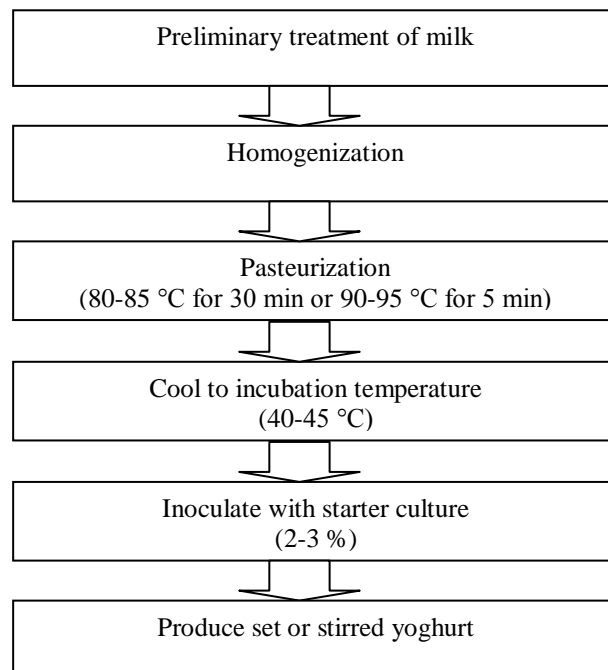 Preliminary treatment of milk
Homogenization
Pasteurization
(80-85 °C for 30 min or 90-95 °C for 5 min)
Cool to incubation temperature
(40-45 °C)
Inoculate with starter culture
(2-3 %)
Produce set or stirred yoghurt